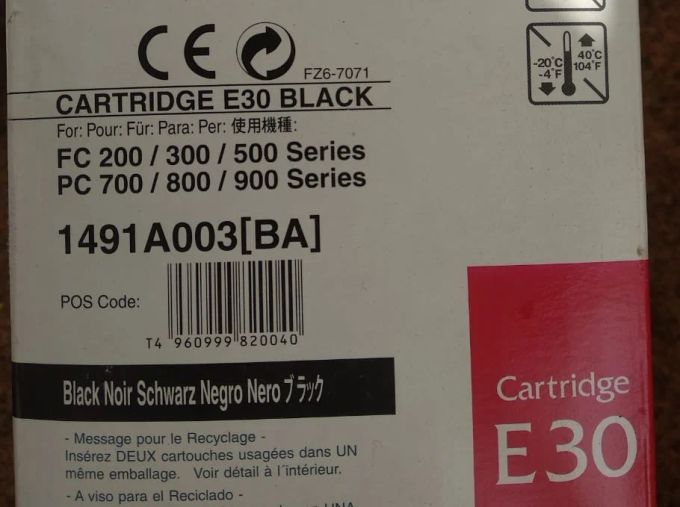 CE
FZ6-7071
-20°C
-4°F
40°C
104°F
CARTRIDGE E30 BLACK
For: Pour: Für: Para: Per: 使用機種:
FC 200 / 300 / 500 Series
PC 700 / 800 / 900 Series
1491A003[BA]
POS Code:
T4 960999 820040
Black Noir Schwarz Negro Nero ブラック
Cartridge
E30
- Message pour le Recyclage -
Insérez DEUX cartouches usagées dans UN
même emballage. Voir détail à l´intérieur.
- A viso para el Reciclado -
UNA